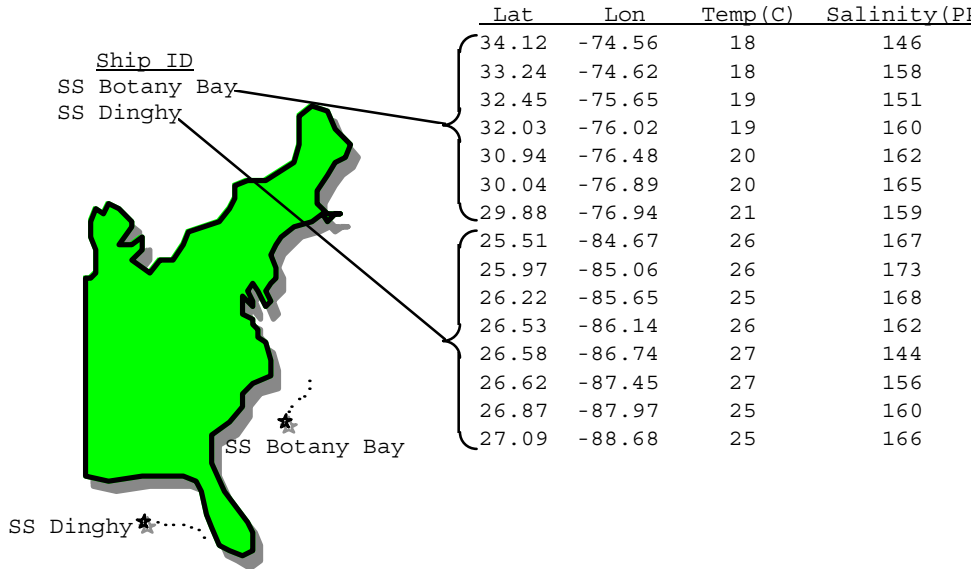 Lat Lon Temp(C) Salinity(PP
34.12 -74.56 18 146
33.24 -74.62 18 158
32.45 -75.65 19 151
32.03 -76.02 19 160
30.94 -76.48 20 162
30.04 -76.89 20 165
29.88 -76.94 21 159
25.51 -84.67 26 167
25.97 -85.06 26 173
26.22 -85.65 25 168
26.53 -86.14 26 162
26.58 -86.74 27 144
26.62 -87.45 27 156
26.87 -87.97 25 160
27.09 -88.68 25 166
Ship ID
SS Botany Bay
SS Dinghy
SS Botany Bay
SS Dinghy